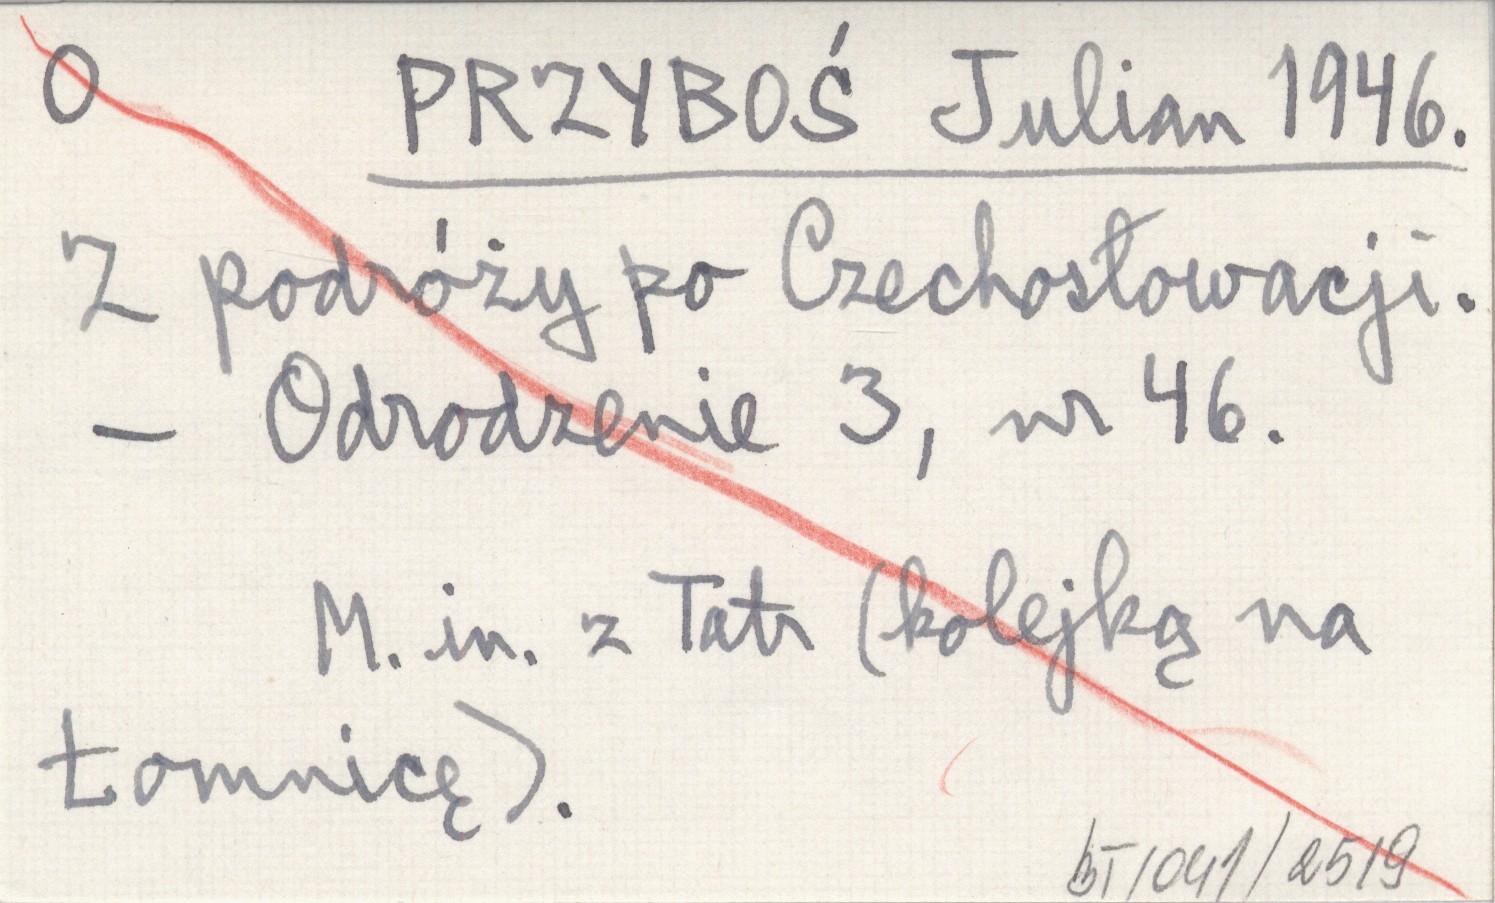 O PRZYBOŚ Julian 1946.
Z podróży po Czechosłowacji.
— Odrodzenie 3, nr 46.
M. in. z Tatr (kolejką na
Łomnicę).
bT/041/2519